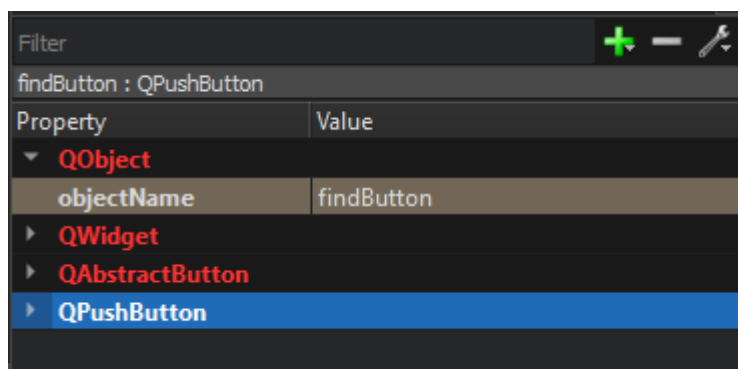 Filter
findButton : QPushButton
Property Value
QObject
objectName findButton
QWidget
QAbstractButton
QPushButton